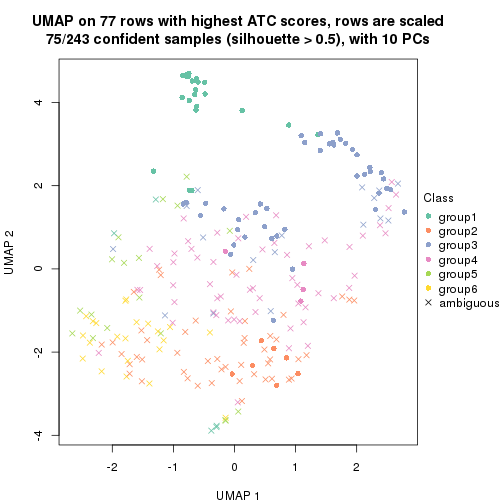 UMAP on 77 rows with highest ATC scores, rows are scaled
75/243 confident samples (silhouette > 0.5), with 10 PCs
4
2
0
-2
-4
UMAP 2
-2
-1
0
1
2
UMAP 1
Class
group1
group2
group3
group4
group5
group6
ambiguous